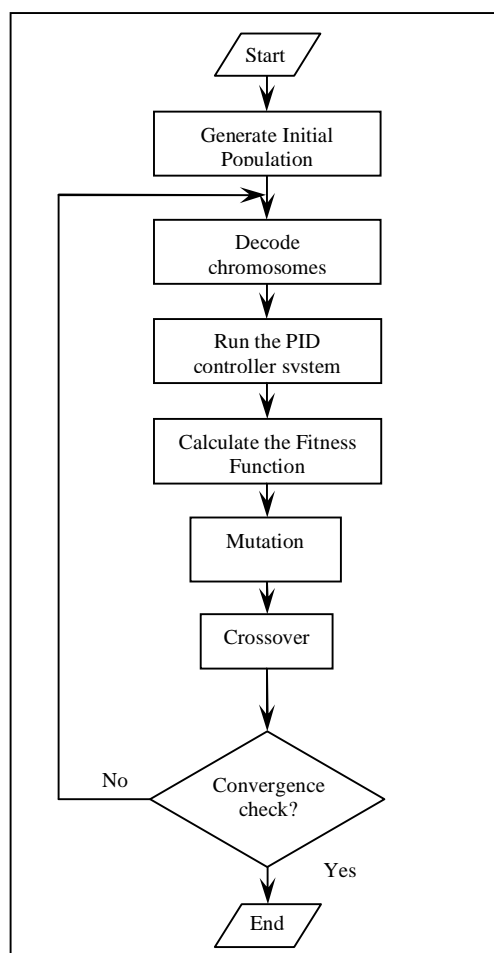 Start
Generate Initial
Population
Decode
chromosomes
Run the PID
controller system
Calculate the Fitness
Function
Mutation
Crossover
No
Convergence
check?
Yes
End